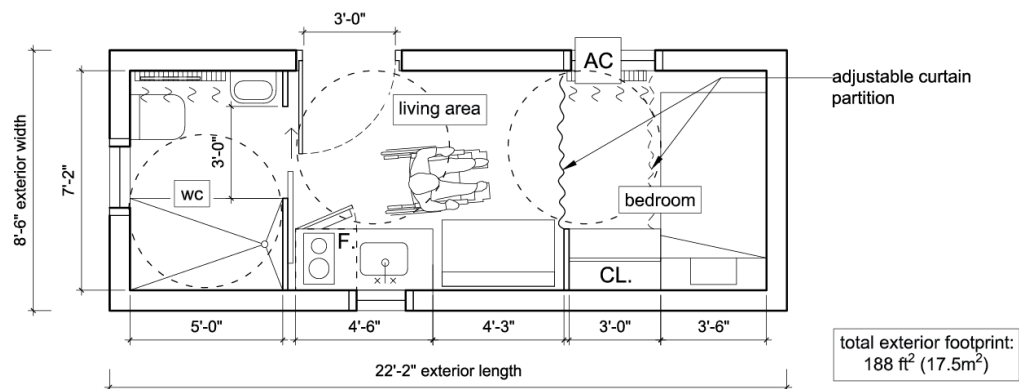 3'-0"
AC
living area
adjustable curtain
partition
8'-6" exterior width
7'-2"
3'-0"
wc
bedroom
F.
CL.
5'-0"
4'-6"
4'-3"
3'-0"
3'-6"
22'-2" exterior length
total exterior footprint:
188 ft² (17.5m²)